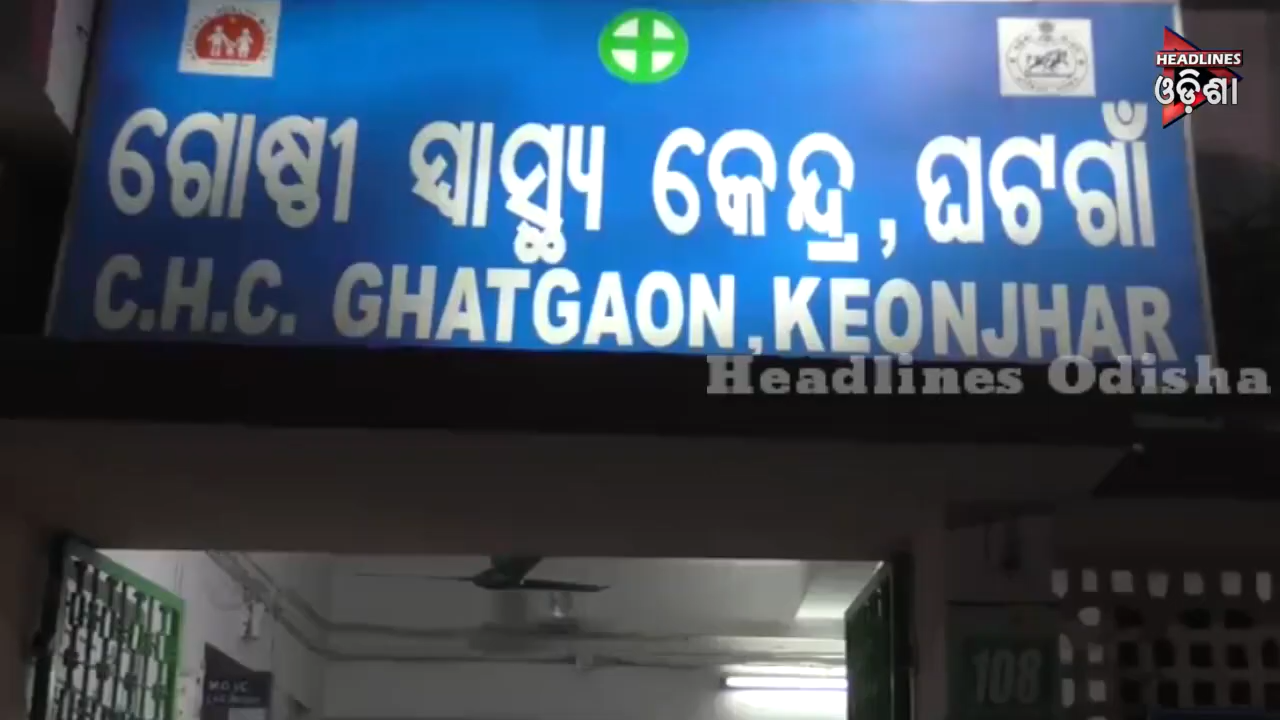 HEADLINES
ଓଡ଼ିଶା
ଗୋଷ୍ଠୀ ସ୍ୱାସ୍ଥ୍ୟ କେନ୍ଦ୍ର, ଘଟଗାଁ
C.H.C. GHATGAON, KEONJHAR
Headlines Odisha
108